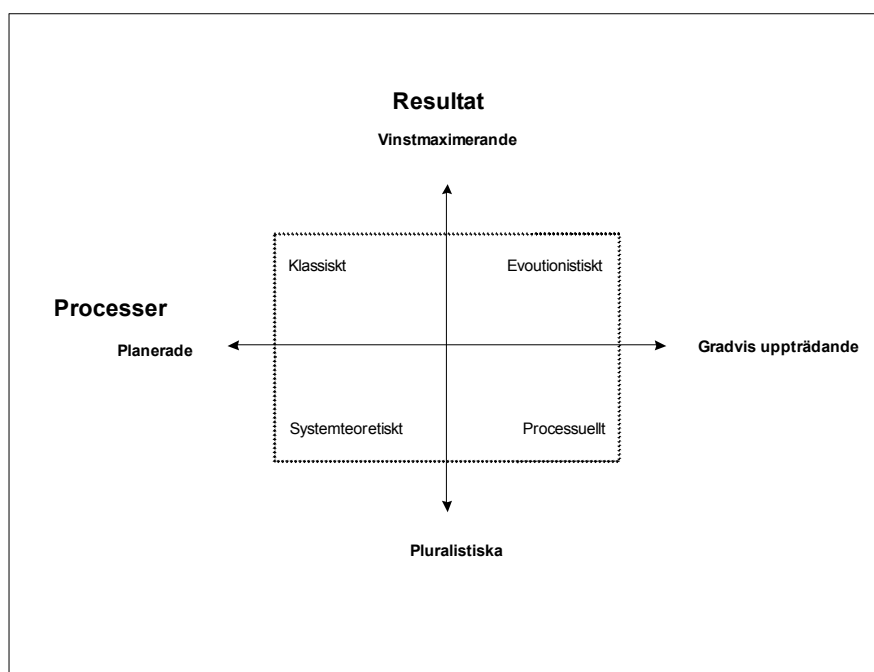 Resultat
Vinstmaximerande
Klassiskt
Evoutionistiskt
Processer
Planerade
Gradvis uppträdande
Systemteoretiskt
Processuellt
Pluralistiska